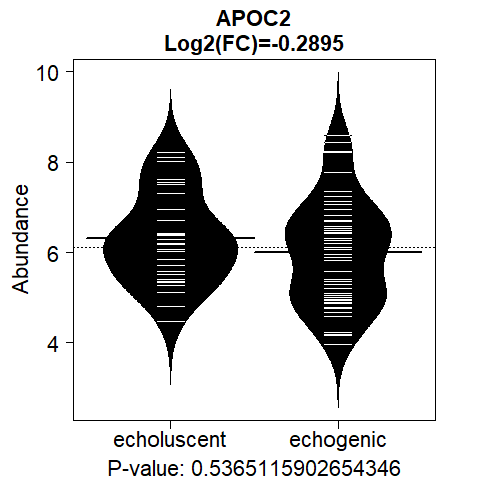 APOC2
Log2(FC)=-0.2895
10
8
6
4
Abundance
echoluscent echogenic
P-value: 0.5365115902654346